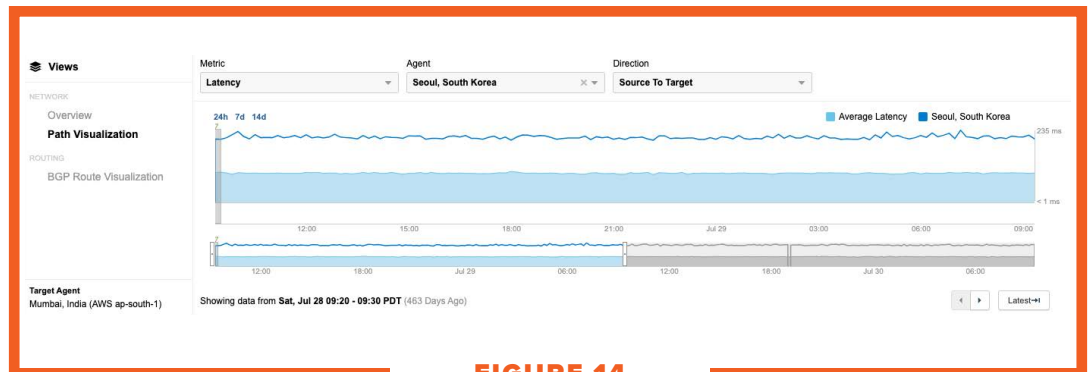 Views
NETWORK
Overview
Path Visualization
ROUTING
BGP Route Visualization
Target Agent
Mumbai, India (AWS ap-south-1)
Metric
Latency
Agent
Seoul, South Korea
Direction
Source To Target
24h 7d 14d
Average Latency Seoul, South Korea
235 ms
< 1 ms
12:00 15:00 18:00 21:00 Jul 29 03:00 06:00 09:00
12:00 18:00 Jul 29 06:00 12:00 18:00 Jul 30 06:00
Showing data from Sat, Jul 28 09:20 - 09:30 PDT (463 Days Ago)
Latest
FIGURE 14